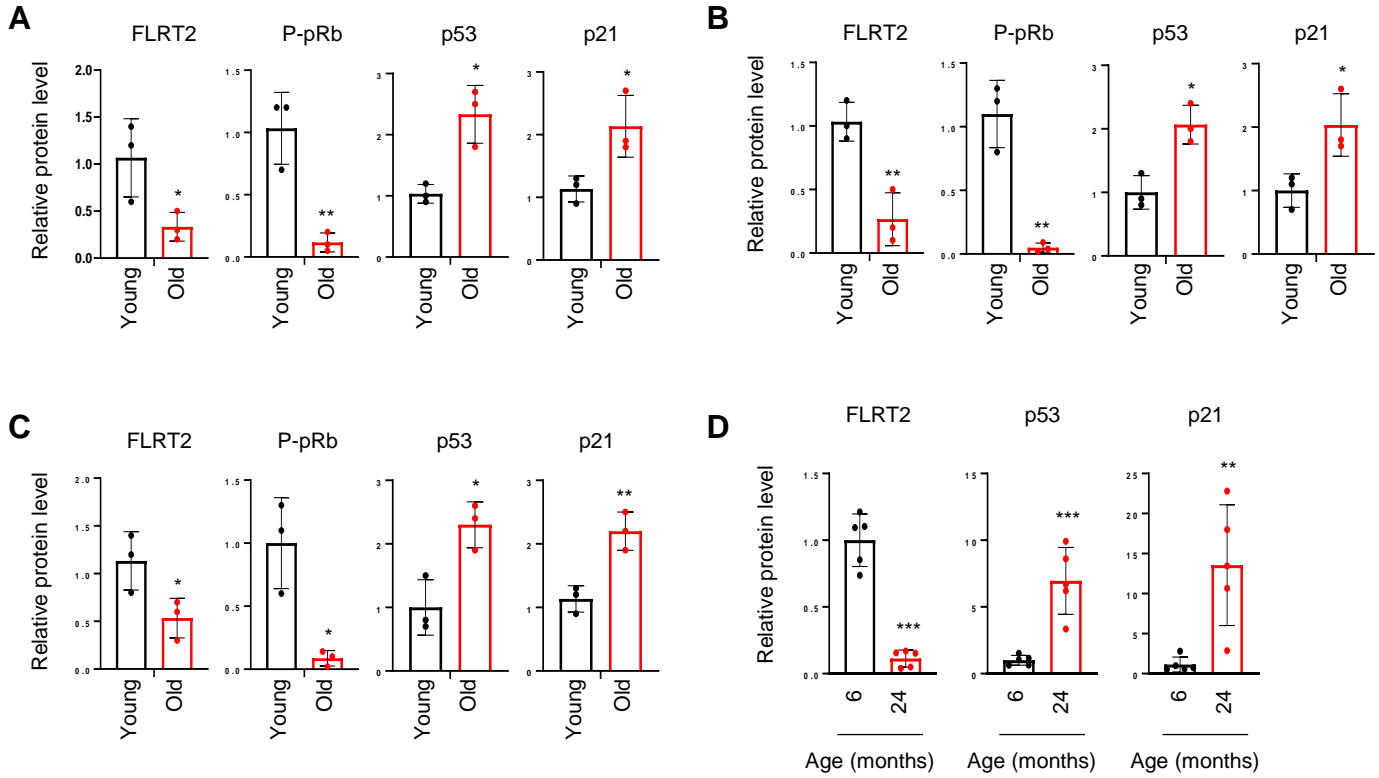 A
FLRT2
P-pRb
p53
p21
Relative protein level
2.0
1.5
1.0
0.5
0.0
1.5
1.0
0.5
0.0
3
2
1
0
3
2
1
0
*
**
*
*
Young
Old
Young
Old
Young
Old
Young
Old
B
FLRT2
P-pRb
p53
p21
Relative protein level
1.5
1.0
0.5
0.0
1.5
1.0
0.5
0.0
3
2
1
0
3
2
1
0
**
**
*
*
Young
Old
Young
Old
Young
Old
Young
Old
C
FLRT2
P-pRb
p53
p21
Relative protein level
2.0
1.5
1.0
0.5
0.0
1.5
1.0
0.5
0.0
3
2
1
0
3
2
1
0
*
*
*
**
Young
Old
Young
Old
Young
Old
Young
Old
D
FLRT2
p53
p21
Relative protein level
1.5
1.0
0.5
0.0
15
10
5
0
25
20
15
10
5
0
***
***
**
6
24
6
24
6
24
Age (months)
Age (months)
Age (months)